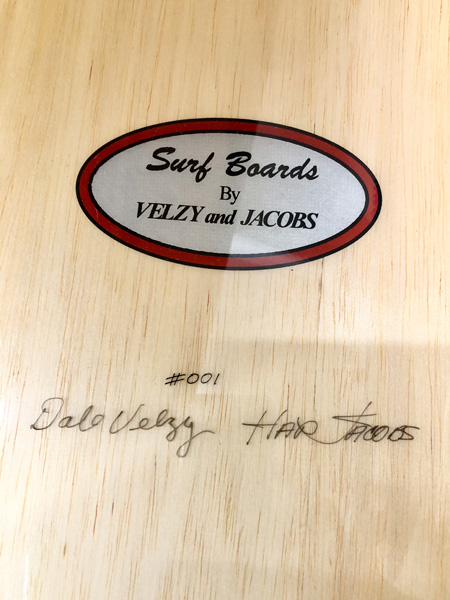 Surf Boards
By
VELZY and JACOBS
#001
Dale Velzy HAP JACOBS